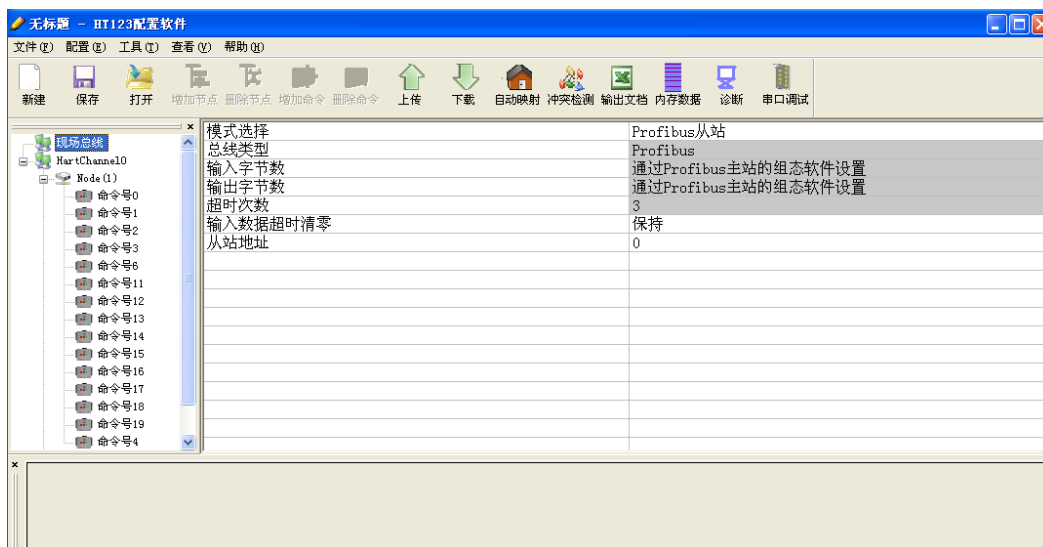 无标题 - HT123配置软件
文件(F) 配置(E) 工具(T) 查看(V) 帮助(H)
新建 保存 打开 增加节点 删除节点 增加命令 删除命令 上传 下载 自动映射 冲突检测 输出文档 内存数据 诊断 串口调试
现场总线
HartChannel0
Node(1)
命令号0
命令号1
命令号2
命令号3
命令号6
命令号11
命令号12
命令号13
命令号14
命令号15
命令号16
命令号17
命令号18
命令号19
命令号4
模式选择 Profibus从站
总线类型 Profibus
输入字节数 通过Profibus主站的组态软件设置
输出字节数 通过Profibus主站的组态软件设置
超时次数 3
输入数据超时清零 保持
从站地址 0